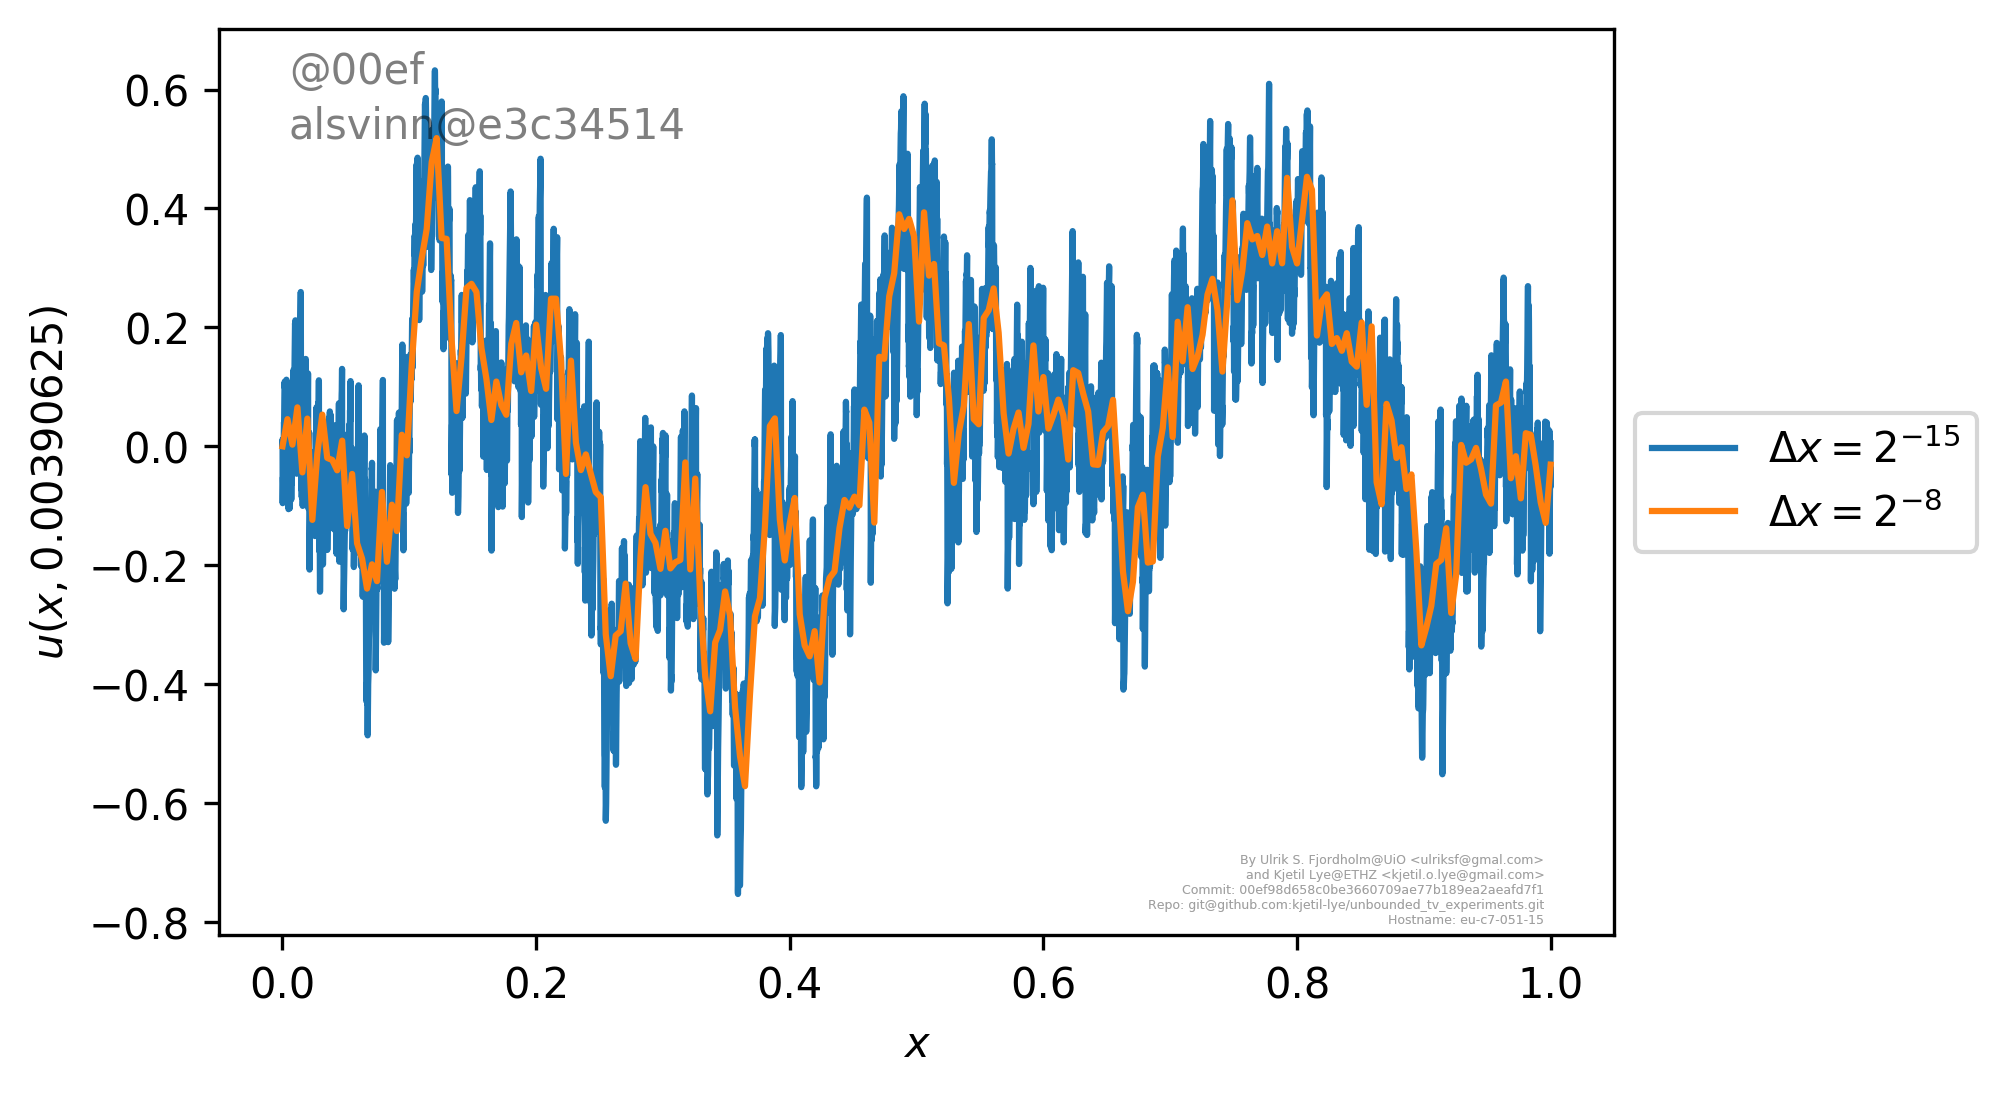 @00ef
alsvinn@e3c34514
0.6
0.4
0.2
0.0
−0.2
−0.4
−0.6
−0.8
u(x, 0.00390625)
0.0 0.2 0.4 0.6 0.8 1.0
x
Δx = 2⁻¹⁵
Δx = 2⁻⁸
By Ulrik S. Fjordholm@UiO <ulriksf@gmal.com>
and Kjetil Lye@ETHZ <kjetil.o.lye@gmail.com>
Commit: 00ef98d658c0be3660709ae77b189ea2aeafd7f1
Repo: git@github.com:kjetil-lye/unbounded_tv_experiments.git
Hostname: eu-c7-051-15